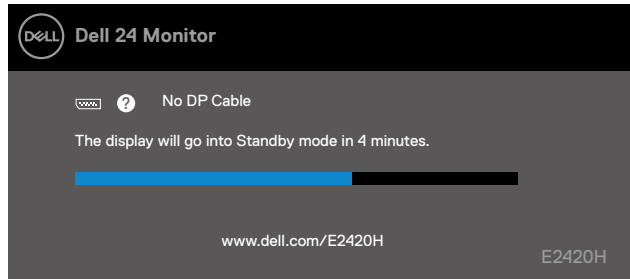 DELL
Dell 24 Monitor
? No DP Cable
The display will go into Standby mode in 4 minutes.
www.dell.com/E2420H
E2420H